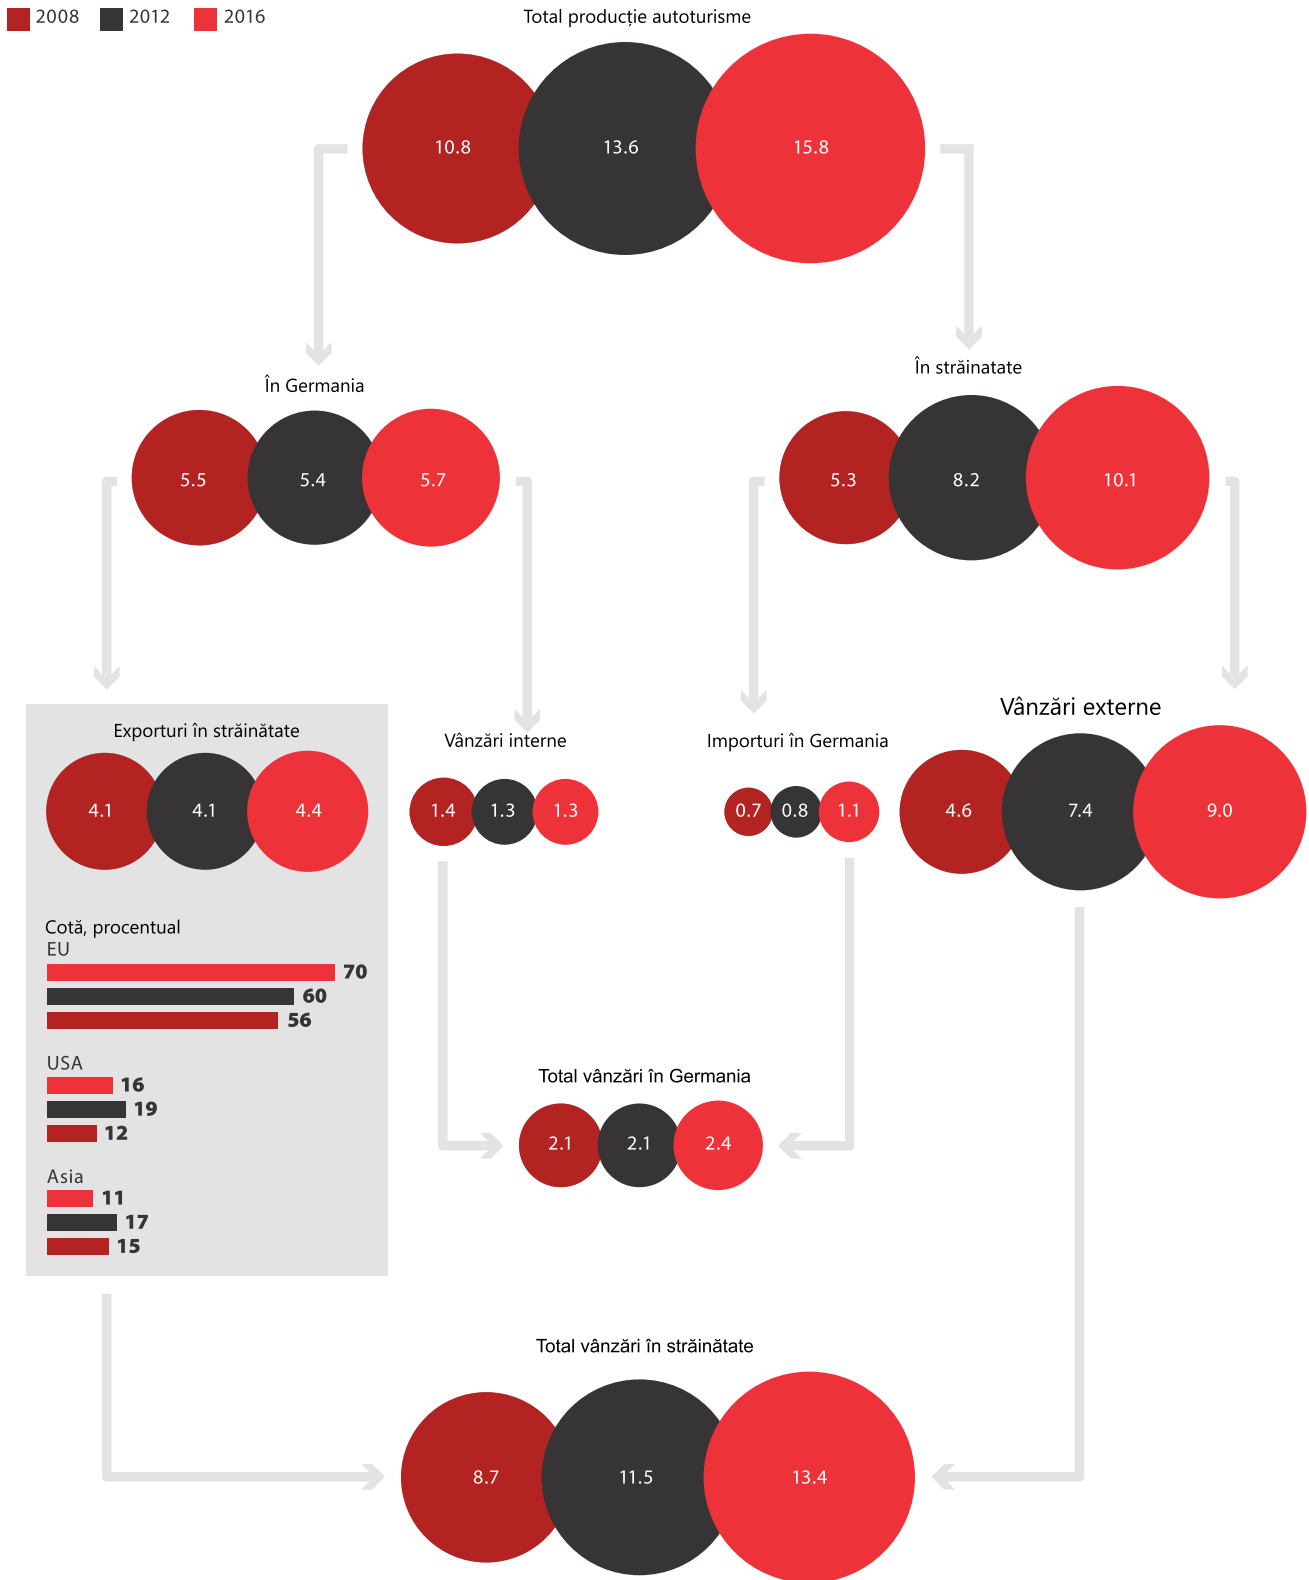 2008 2012 2016
Total producție autoturisme
10.8 13.6 15.8
În Germania
5.5 5.4 5.7
În străinatate
5.3 8.2 10.1
Exporturi în străinătate
4.1 4.1 4.4
Cotă, procentual
EU
70
60
56
USA
16
19
12
Asia
11
17
15
Vânzări interne
1.4 1.3 1.3
Importuri în Germania
0.7 0.8 1.1
Vânzări externe
4.6 7.4 9.0
Total vânzări în Germania
2.1 2.1 2.4
Total vânzări în străinătate
8.7 11.5 13.4